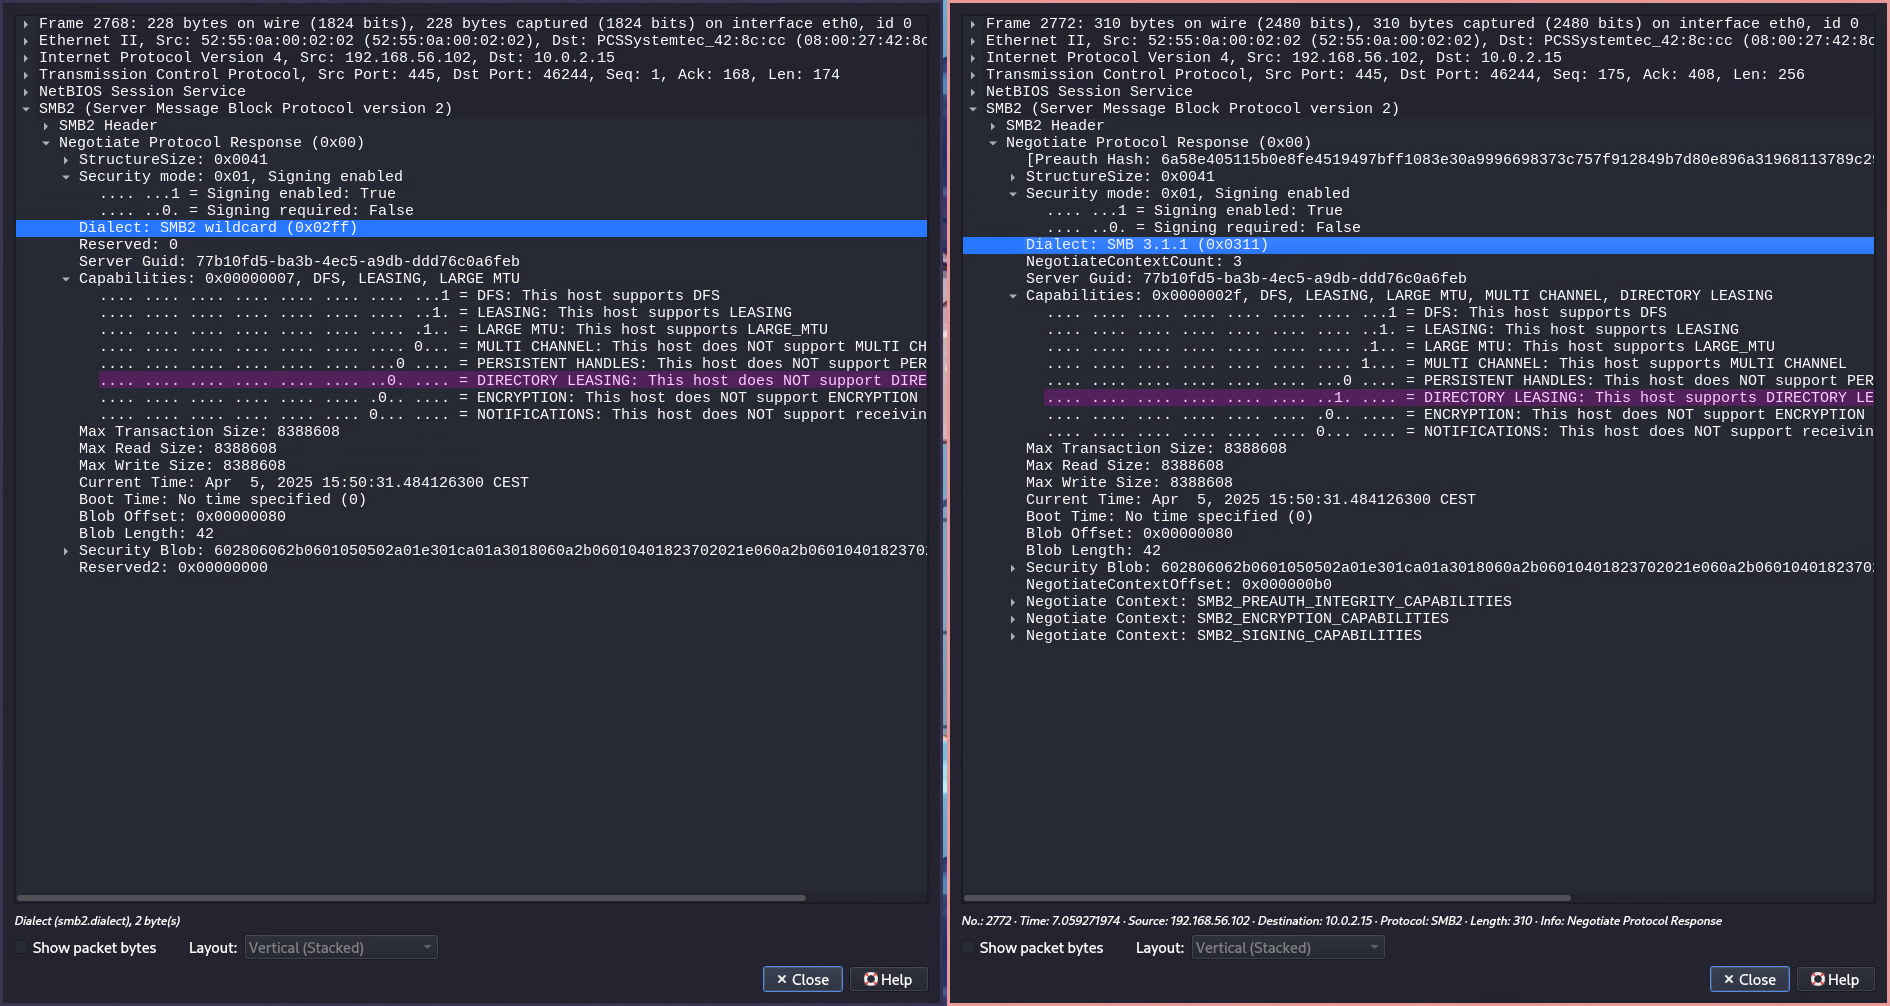 Frame 2768: 228 bytes on wire (1824 bits), 228 bytes captured (1824 bits) on interface eth0, id 0
Ethernet II, Src: 52:55:0a:00:02:02 (52:55:0a:00:02:02), Dst: PCSSystemtec_42:8c:cc (08:00:27:42:8c
Internet Protocol Version 4, Src: 192.168.56.102, Dst: 10.0.2.15
Transmission Control Protocol, Src Port: 445, Dst Port: 46244, Seq: 1, Ack: 168, Len: 174
NetBIOS Session Service
SMB2 (Server Message Block Protocol version 2)
SMB2 Header
Negotiate Protocol Response (0x00)
StructureSize: 0x0041
Security mode: 0x01, Signing enabled
.... ...1 = Signing enabled: True
.... ..0. = Signing required: False
Dialect: SMB2 wildcard (0x02ff)
Reserved: 0
Server Guid: 77b10fd5-ba3b-4ec5-a9db-ddd76c0a6feb
Capabilities: 0x00000007, DFS, LEASING, LARGE MTU
.... .... .... .... .... .... .... ...1 = DFS: This host supports DFS
.... .... .... .... .... .... .... ..1. = LEASING: This host supports LEASING
.... .... .... .... .... .... .... .1.. = LARGE MTU: This host supports LARGE_MTU
.... .... .... .... .... .... .... 0... = MULTI CHANNEL: This host does NOT support MULTI CH
.... .... .... .... .... .... ...0 .... = PERSISTENT HANDLES: This host does NOT support PER
.... .... .... .... .... .... ..0. .... = DIRECTORY LEASING: This host does NOT support DIRE
.... .... .... .... .... .... .0.. .... = ENCRYPTION: This host does NOT support ENCRYPTION
.... .... .... .... .... .... 0... .... = NOTIFICATIONS: This host does NOT support receivin
Max Transaction Size: 8388608
Max Read Size: 8388608
Max Write Size: 8388608
Current Time: Apr  5, 2025 15:50:31.484126300 CEST
Boot Time: No time specified (0)
Blob Offset: 0x00000080
Blob Length: 42
Security Blob: 602806062b0601050502a01e301ca01a3018060a2b06010401823702021e060a2b06010401823702
Reserved2: 0x00000000
Dialect (smb2.dialect), 2 byte(s)
Show packet bytes
Layout: Vertical (Stacked)
Close
Help
Frame 2772: 310 bytes on wire (2480 bits), 310 bytes captured (2480 bits) on interface eth0, id 0
Ethernet II, Src: 52:55:0a:00:02:02 (52:55:0a:00:02:02), Dst: PCSSystemtec_42:8c:cc (08:00:27:42:8c
Internet Protocol Version 4, Src: 192.168.56.102, Dst: 10.0.2.15
Transmission Control Protocol, Src Port: 445, Dst Port: 46244, Seq: 175, Ack: 408, Len: 256
NetBIOS Session Service
SMB2 (Server Message Block Protocol version 2)
SMB2 Header
Negotiate Protocol Response (0x00)
[Preauth Hash: 6a58e405115b0e8fe4519497bff1083e30a9996698373c757f912849b7d80e896a31968113789c29
StructureSize: 0x0041
Security mode: 0x01, Signing enabled
.... ...1 = Signing enabled: True
.... ..0. = Signing required: False
Dialect: SMB 3.1.1 (0x0311)
NegotiateContextCount: 3
Server Guid: 77b10fd5-ba3b-4ec5-a9db-ddd76c0a6feb
Capabilities: 0x0000002f, DFS, LEASING, LARGE MTU, MULTI CHANNEL, DIRECTORY LEASING
.... .... .... .... .... .... .... ...1 = DFS: This host supports DFS
.... .... .... .... .... .... .... ..1. = LEASING: This host supports LEASING
.... .... .... .... .... .... .... .1.. = LARGE MTU: This host supports LARGE_MTU
.... .... .... .... .... .... .... 1... = MULTI CHANNEL: This host supports MULTI CHANNEL
.... .... .... .... .... .... ...0 .... = PERSISTENT HANDLES: This host does NOT support PER
.... .... .... .... .... .... ..1. .... = DIRECTORY LEASING: This host supports DIRECTORY LE
.... .... .... .... .... .... .0.. .... = ENCRYPTION: This host does NOT support ENCRYPTION
.... .... .... .... .... .... 0... .... = NOTIFICATIONS: This host does NOT support receivin
Max Transaction Size: 8388608
Max Read Size: 8388608
Max Write Size: 8388608
Current Time: Apr  5, 2025 15:50:31.484126300 CEST
Boot Time: No time specified (0)
Blob Offset: 0x00000080
Blob Length: 42
Security Blob: 602806062b0601050502a01e301ca01a3018060a2b06010401823702021e060a2b06010401823702
NegotiateContextOffset: 0x000000b0
Negotiate Context: SMB2_PREAUTH_INTEGRITY_CAPABILITIES
Negotiate Context: SMB2_ENCRYPTION_CAPABILITIES
Negotiate Context: SMB2_SIGNING_CAPABILITIES
No.: 2772 · Time: 7.059271974 · Source: 192.168.56.102 · Destination: 10.0.2.15 · Protocol: SMB2 · Length: 310 · Info: Negotiate Protocol Response
Show packet bytes
Layout: Vertical (Stacked)
Close
Help